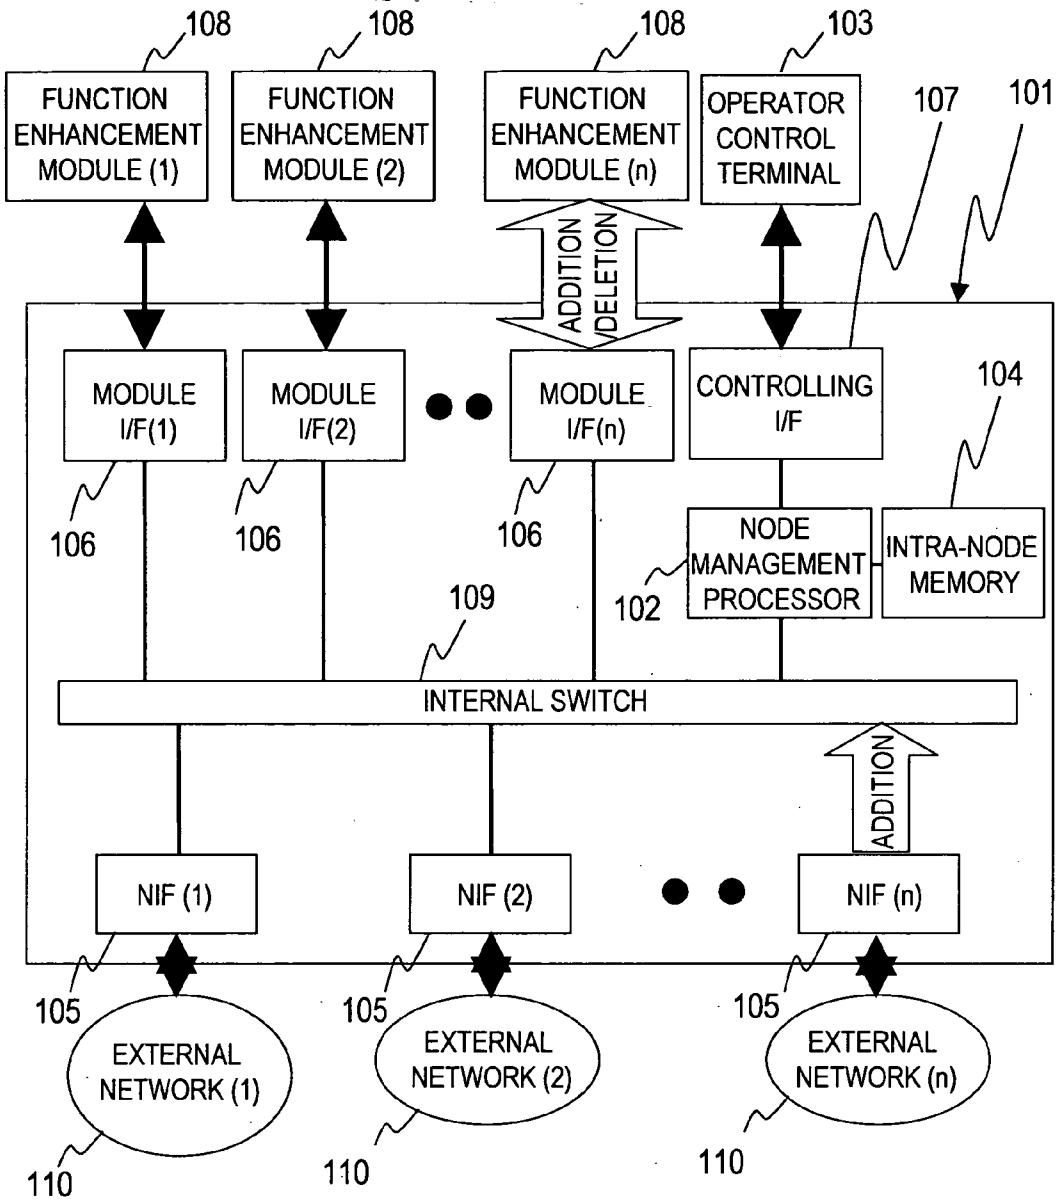 108
108
108
103
FUNCTION
ENHANCEMENT
MODULE (1)
FUNCTION
ENHANCEMENT
MODULE (2)
FUNCTION
ENHANCEMENT
MODULE (n)
OPERATOR
CONTROL
TERMINAL
107
101
ADDITION
/DELETION
MODULE
I/F(1)
MODULE
I/F(2)
MODULE
I/F(n)
CONTROLLING
I/F
104
106
106
106
NODE
MANAGEMENT
PROCESSOR
INTRA-NODE
MEMORY
102
109
INTERNAL SWITCH
ADDITION
NIF (1)
NIF (2)
NIF (n)
105
105
105
EXTERNAL
NETWORK (1)
EXTERNAL
NETWORK (2)
EXTERNAL
NETWORK (n)
110
110
110